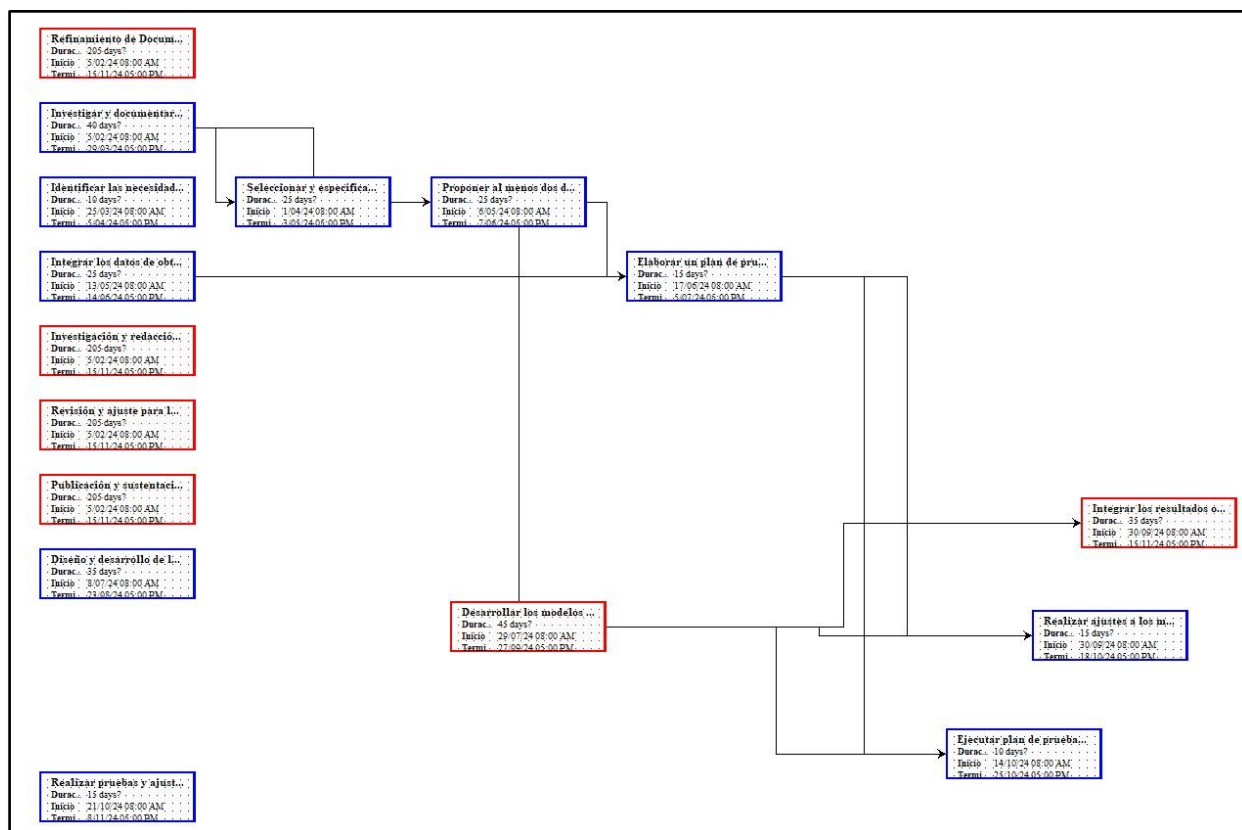 Refinamiento de Docum...
Durac... 205 days?
Inicio 5/02/24 08:00 AM
Termi... 15/11/24 05:00 PM
Investigar y documentar...
Durac... 40 days?
Inicio 5/02/24 08:00 AM
Termi... 29/03/24 05:00 PM
Identificar las necesidad...
Durac... 10 days?
Inicio 25/03/24 08:00 AM
Termi... 5/04/24 05:00 PM
Seleccionar y especifica...
Durac... 25 days?
Inicio 1/04/24 08:00 AM
Termi... 3/05/24 05:00 PM
Proponer al menos dos d...
Durac... 25 days?
Inicio 6/05/24 08:00 AM
Termi... 7/06/24 05:00 PM
Integrar los datos de obt...
Durac... 25 days?
Inicio 13/05/24 08:00 AM
Termi... 14/06/24 05:00 PM
Elaborar un plan de pru...
Durac... 15 days?
Inicio 17/06/24 08:00 AM
Termi... 5/07/24 05:00 PM
Investigación y redacció...
Durac... 205 days?
Inicio 5/02/24 08:00 AM
Termi... 15/11/24 05:00 PM
Revisión y ajuste para l...
Durac... 205 days?
Inicio 5/02/24 08:00 AM
Termi... 15/11/24 05:00 PM
Publicación y sustentaci...
Durac... 205 days?
Inicio 5/02/24 08:00 AM
Termi... 15/11/24 05:00 PM
Integrar los resultados o...
Durac... 35 days?
Inicio 30/09/24 08:00 AM
Termi... 15/11/24 05:00 PM
Diseño y desarrollo de l...
Durac... 35 days?
Inicio 8/07/24 08:00 AM
Termi... 23/08/24 05:00 PM
Desarrollar los modelos ...
Durac... 45 days?
Inicio 29/07/24 08:00 AM
Termi... 27/09/24 05:00 PM
Realizar ajustes a los m...
Durac... 15 days?
Inicio 30/09/24 08:00 AM
Termi... 18/10/24 05:00 PM
Ejecutar plan de prueba...
Durac... 10 days?
Inicio 14/10/24 08:00 AM
Termi... 25/10/24 05:00 PM
Realizar pruebas y ajust...
Durac... 15 days?
Inicio 21/10/24 08:00 AM
Termi... 8/11/24 05:00 PM